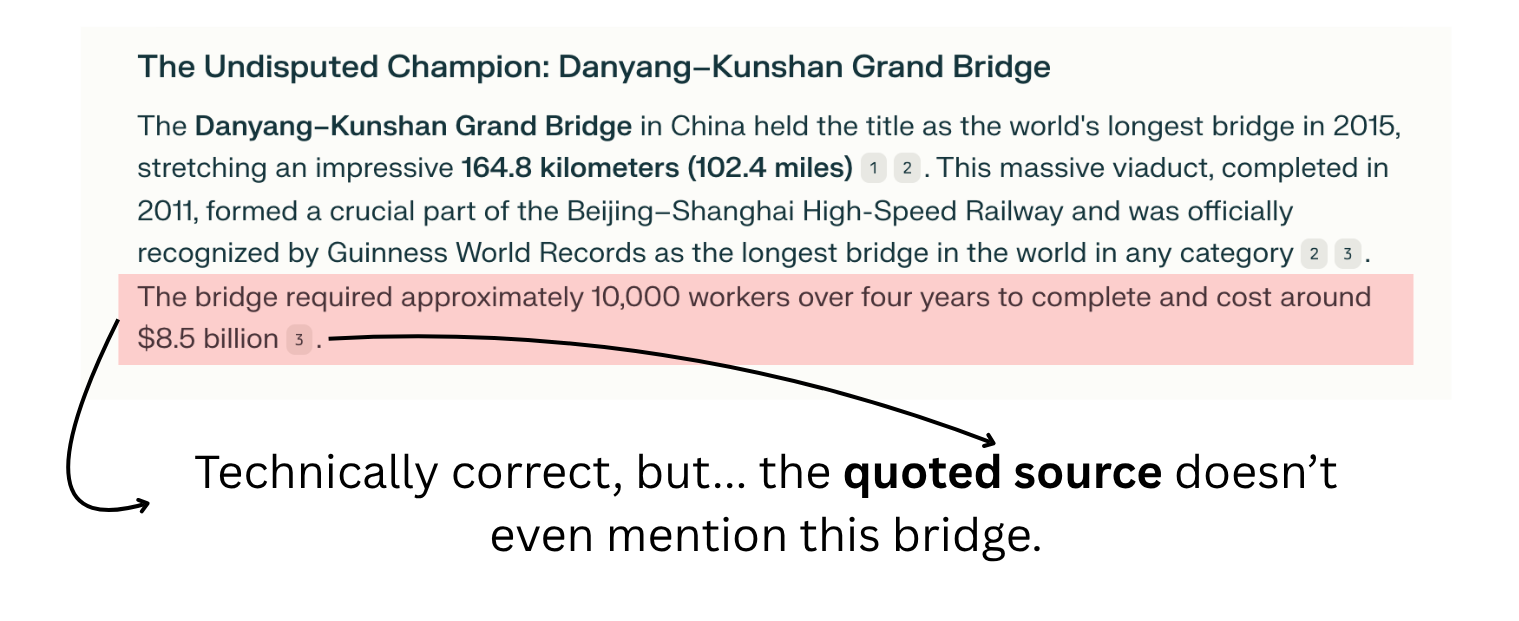 The Undisputed Champion: Danyang–Kunshan Grand Bridge
The Danyang–Kunshan Grand Bridge in China held the title as the world's longest bridge in 2015,
stretching an impressive 164.8 kilometers (102.4 miles) 1 2 . This massive viaduct, completed in
2011, formed a crucial part of the Beijing–Shanghai High-Speed Railway and was officially
recognized by Guinness World Records as the longest bridge in the world in any category 2 3 .
The bridge required approximately 10,000 workers over four years to complete and cost around
$8.5 billion 3 .
Technically correct, but... the quoted source doesn’t
even mention this bridge.